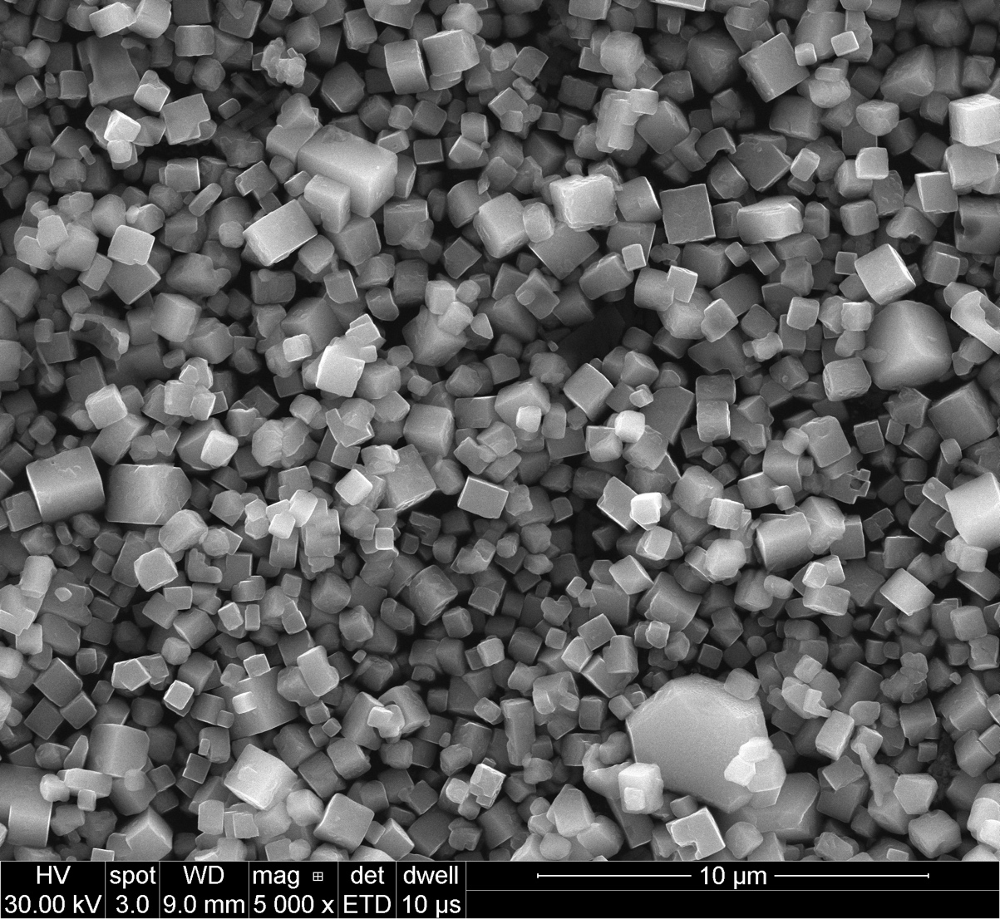 HV spot WD mag ⊞ det dwell
30.00 kV 3.0 9.0 mm 5 000 x ETD 10 µs
10 µm